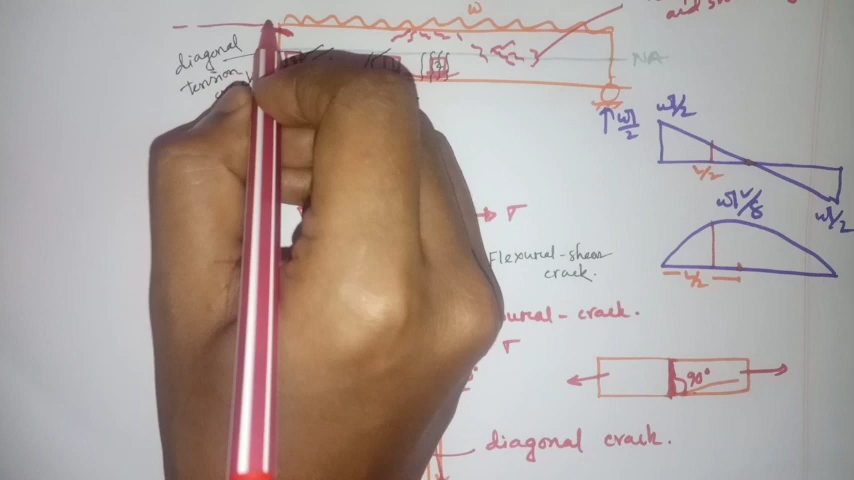 and
w
diagonal
tension
NA
↑ wl/2
wl/2
L/2
wl/2
wl²/8
L/2
→ σ
Flexural-shear
crack.
crack.
σ
90°
diagonal crack.